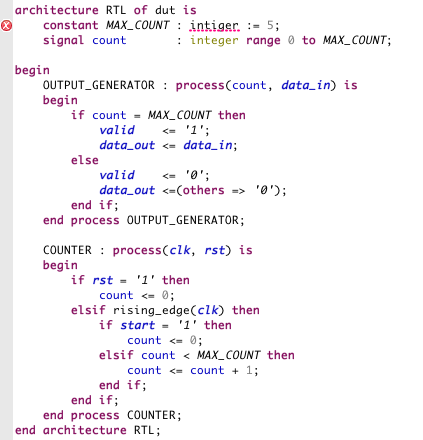 architecture RTL of dut is
    constant MAX_COUNT : intiger := 5;
    signal count       : integer range 0 to MAX_COUNT;

begin
    OUTPUT_GENERATOR : process(count, data_in) is
    begin
        if count = MAX_COUNT then
            valid    <= '1';
            data_out <= data_in;
        else
            valid    <= '0';
            data_out <=(others => '0');
        end if;
    end process OUTPUT_GENERATOR;

    COUNTER : process(clk, rst) is
    begin
        if rst = '1' then
            count <= 0;
        elsif rising_edge(clk) then
            if start = '1' then
                count <= 0;
            elsif count < MAX_COUNT then
                count <= count + 1;
            end if;
        end if;
    end process COUNTER;
end architecture RTL;